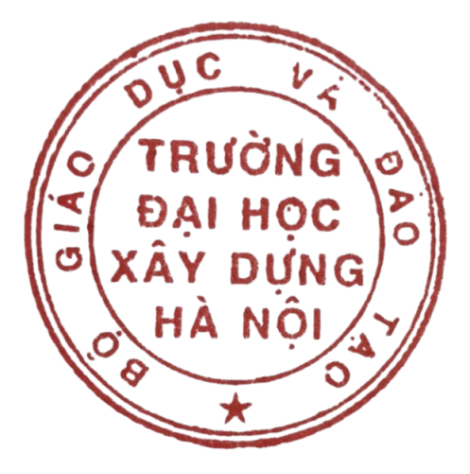 BỘ GIÁO DỤC VÀ ĐÀO TẠO
TRƯỜNG
ĐẠI HỌC
XÂY DỰNG
HÀ NỘI